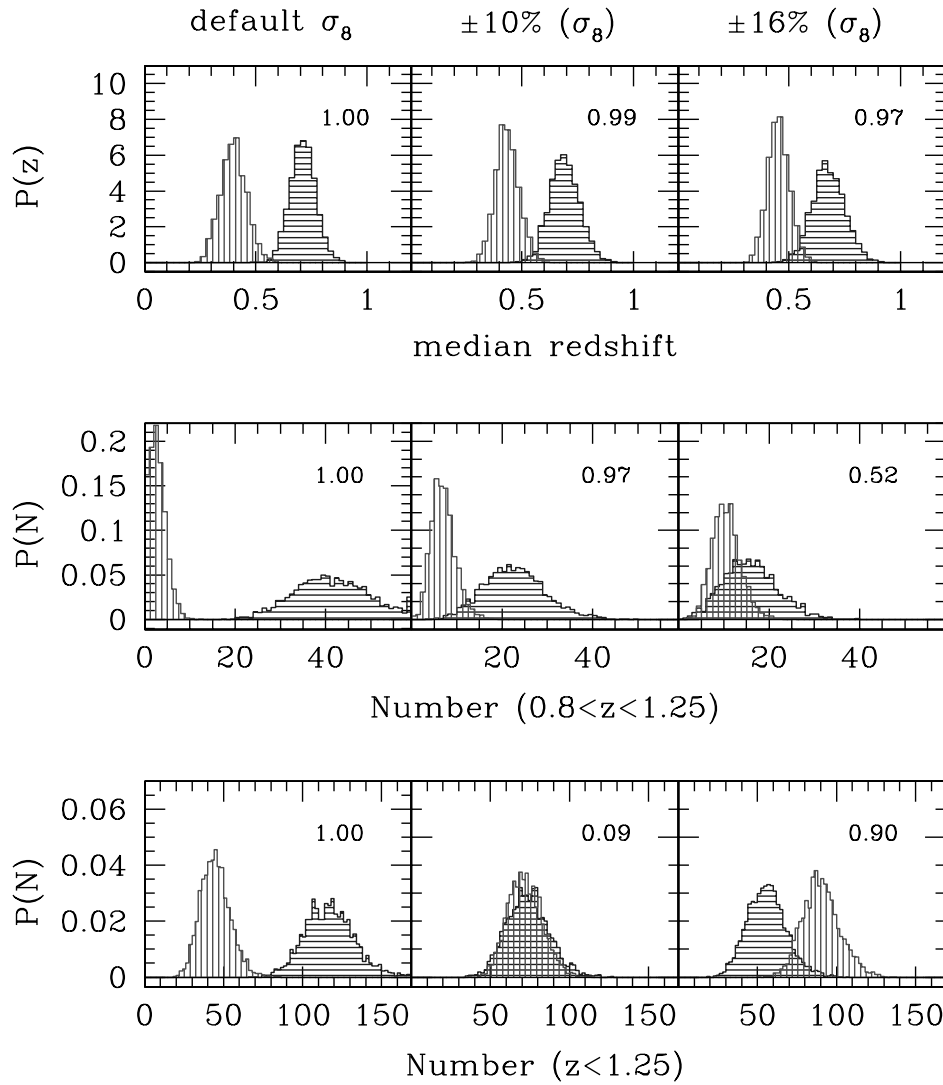 default σ8 ±10% (σ8) ±16% (σ8)
P(z)
10
8
6
4
2
0
1.00 0.99 0.97
0 0.5 1 0.5 1 0.5 1
median redshift
P(N)
0.2
0.15
0.1
0.05
0
1.00 0.97 0.52
0 20 40 20 40 20 40
Number (0.8<z<1.25)
P(N)
0.06
0.04
0.02
0
1.00 0.09 0.90
0 50 100 150 50 100 150 50 100 150
Number (z<1.25)